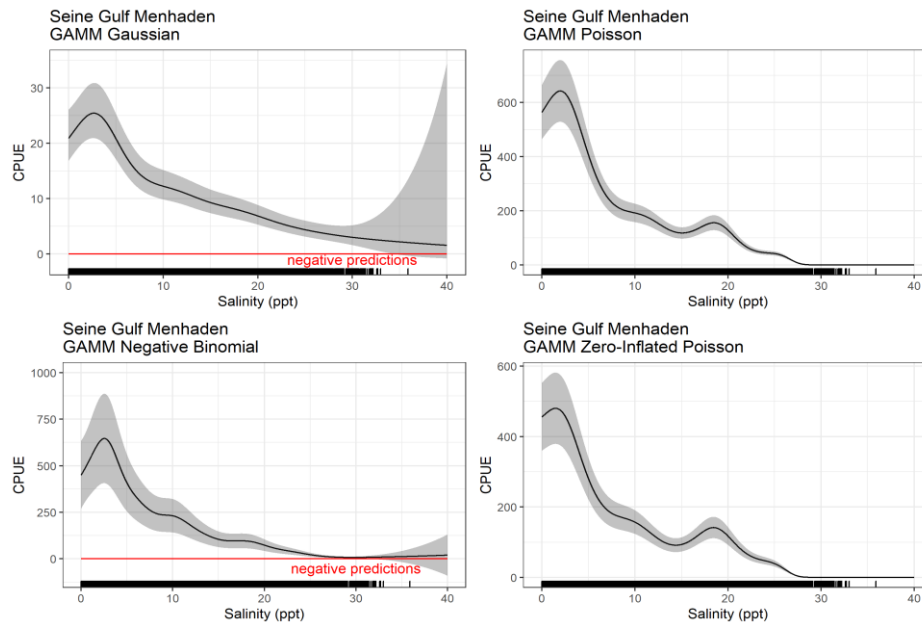 Seine Gulf Menhaden
GAMM Gaussian
30
20
10
0
CPUE
negative predictions
0 10 20 30 40
Salinity (ppt)
Seine Gulf Menhaden
GAMM Poisson
600
400
200
0
CPUE
0 10 20 30 40
Salinity (ppt)
Seine Gulf Menhaden
GAMM Negative Binomial
1000
750
500
250
0
CPUE
negative predictions
0 10 20 30 40
Salinity (ppt)
Seine Gulf Menhaden
GAMM Zero-Inflated Poisson
600
400
200
0
CPUE
0 10 20 30 40
Salinity (ppt)